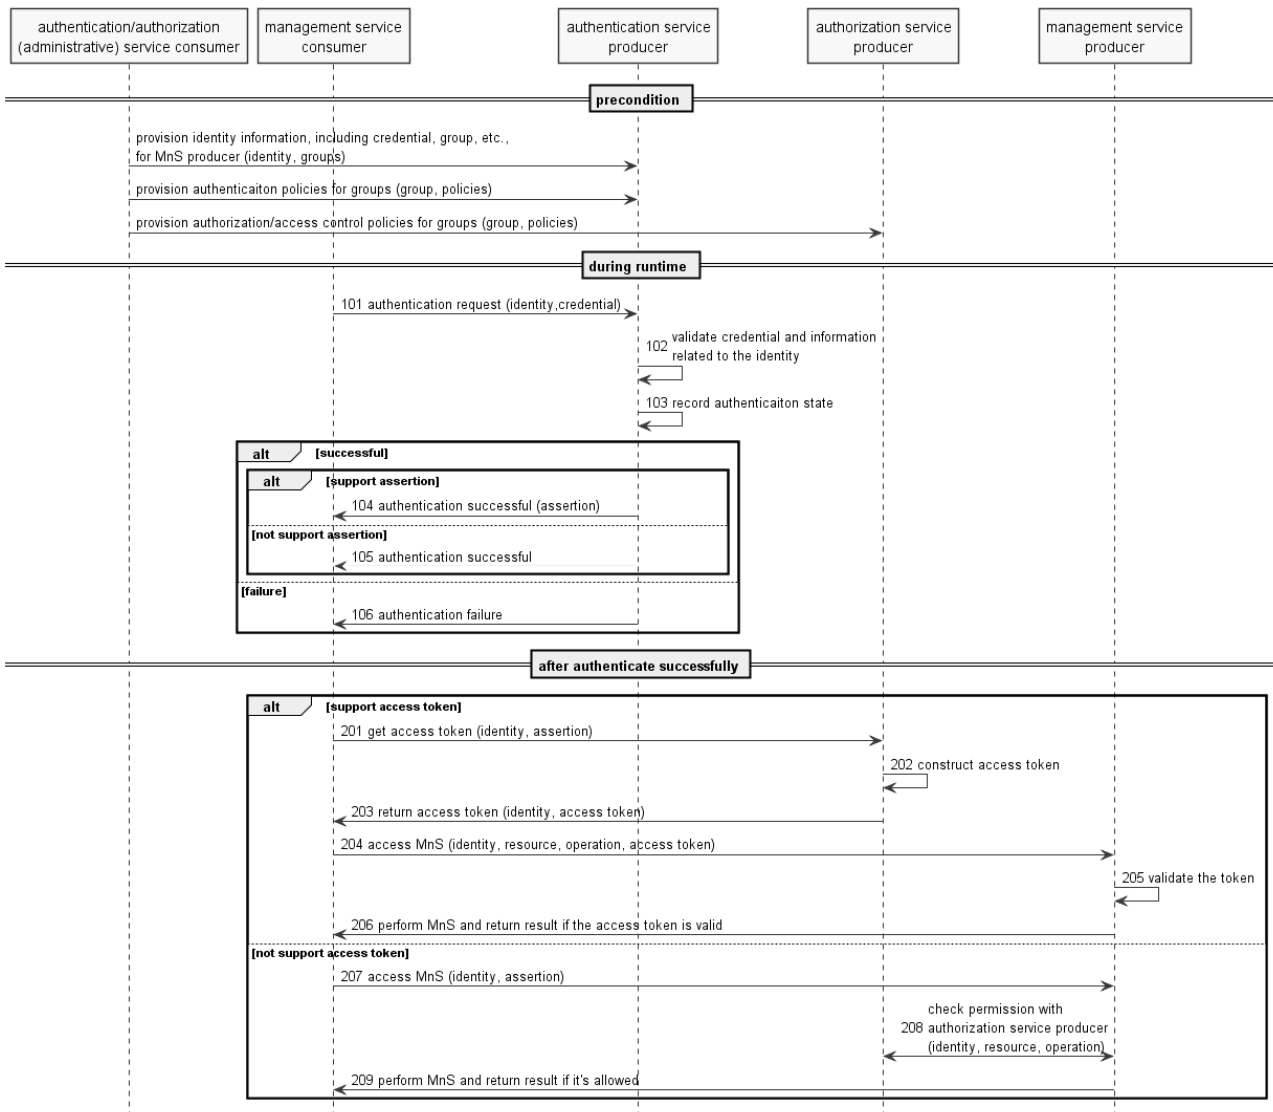 authentication/authorization
(administrative) service consumer
management service
consumer
authentication service
producer
authorization service
producer
management service
producer
precondition
provision identity information, including credential, group, etc.,
for MnS producer (identity, groups)
provision authenticaiton policies for groups (group, policies)
provision authorization/access control policies for groups (group, policies)
during runtime
101 authentication request (identity,credential)
validate credential and information
102
related to the identity
103 record authenticaiton state
alt [successful]
alt [support assertion]
104 authentication successful (assertion)
[not support assertion]
105 authentication successful
[failure]
106 authentication failure
after authenticate successfully
alt [support access token]
201 get access token (identity, assertion)
202 construct access token
203 return access token (identity, access token)
204 access MnS (identity, resource, operation, access token)
205 validate the token
206 perform MnS and return result if the access token is valid
[not support access token]
207 access MnS (identity, assertion)
check permission with
208 authorization service producer
(identity, resource, operation)
209 perform MnS and return result if it's allowed